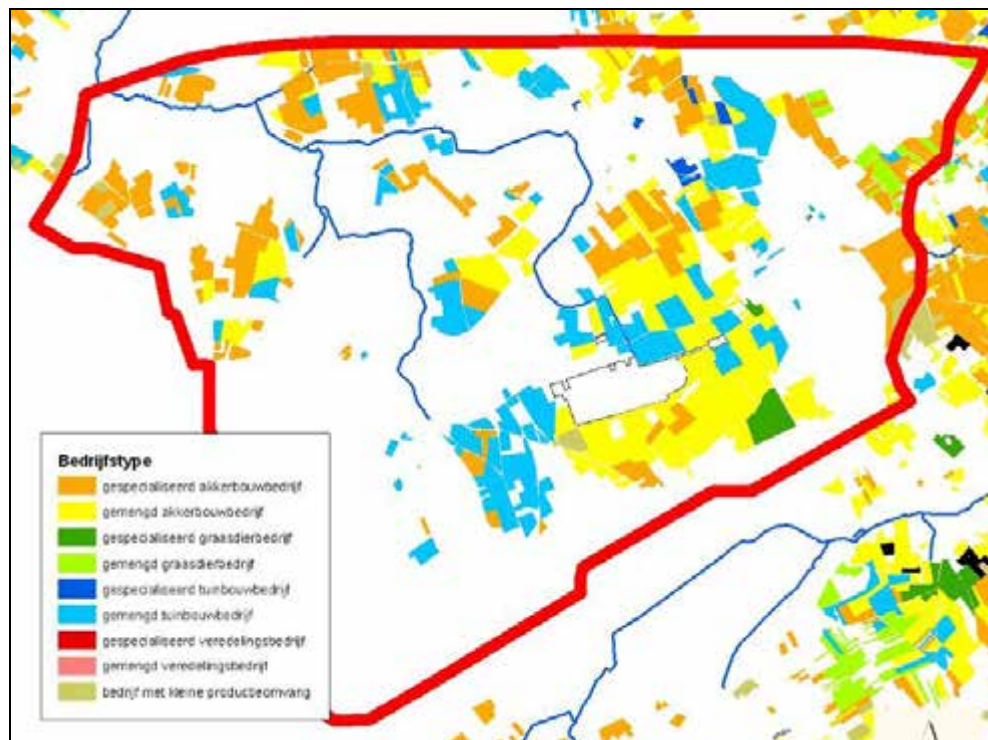 Bedrijfstype
gespecialiseerd akkerbouwbedrijf
gemengd akkerbouwbedrijf
gespecialiseerd graasdierbedrijf
gemengd graasdierbedrijf
gespecialiseerd tuinbouwbedrijf
gemengd tuinbouwbedrijf
gespecialiseerd veredelingsbedrijf
gemengd veredelingsbedrijf
bedrijf met kleine productieomvang